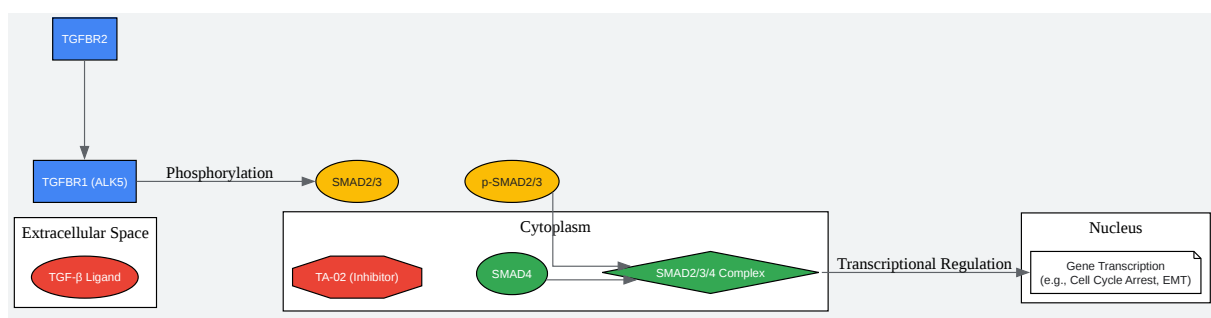 TGFBR2
TGFBR1 (ALK5)
Phosphorylation
SMAD2/3
p-SMAD2/3
Extracellular Space
TGF-β Ligand
Cytoplasm
TA-02 (Inhibitor)
SMAD4
SMAD2/3/4 Complex
Transcriptional Regulation
Nucleus
Gene Transcription
(e.g., Cell Cycle Arrest, EMT)